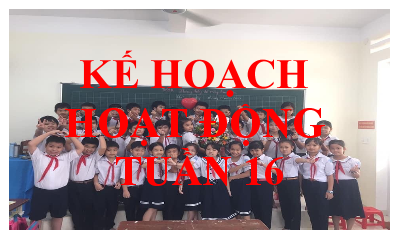 KẾ HOẠCH
HOẠT ĐỘNG
TUẦN 16